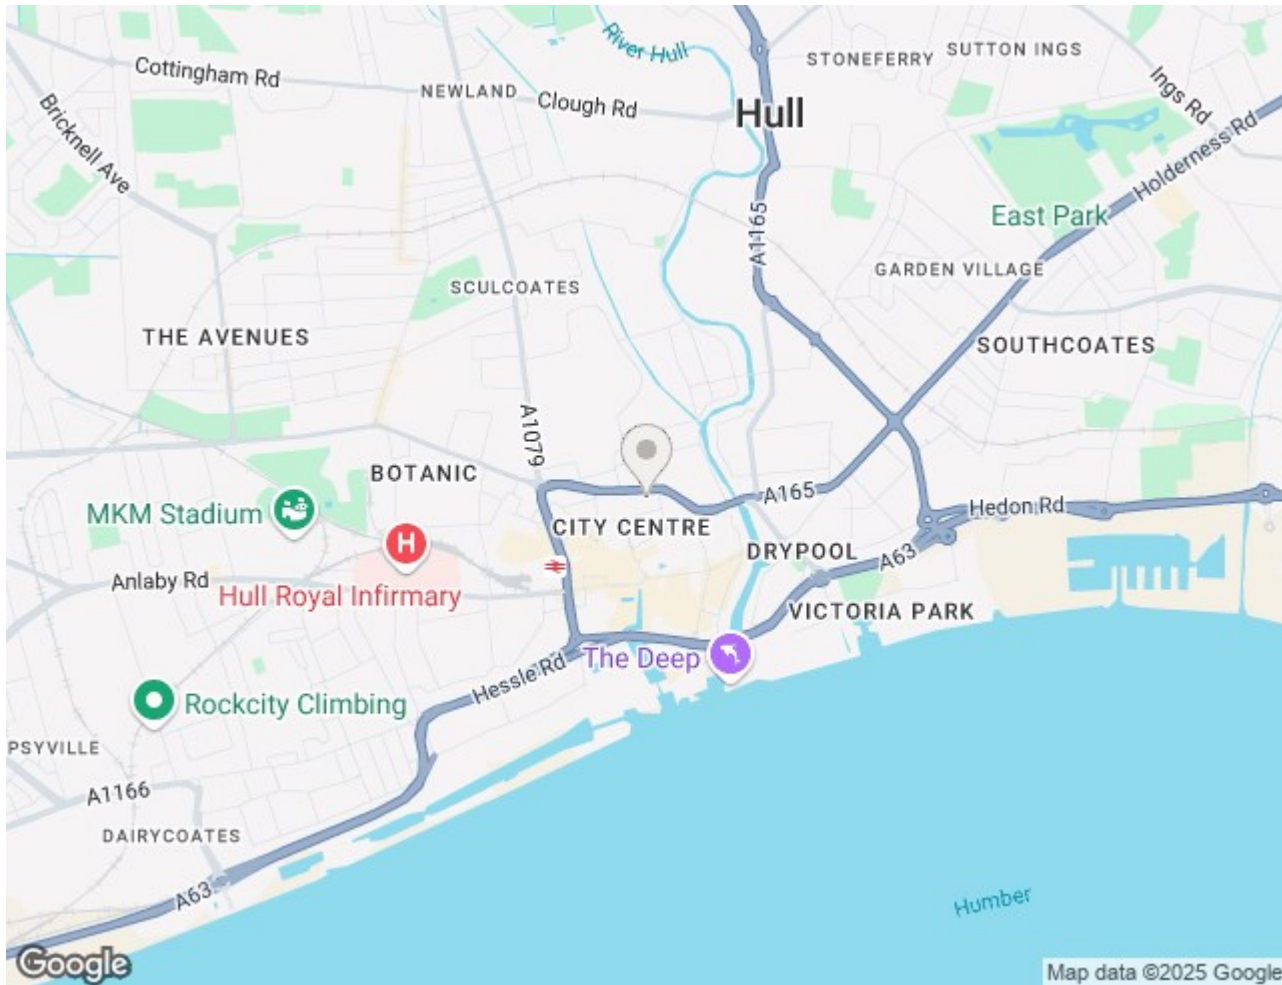 River Hull
STONEFERRY
SUTTON INGS
Cottingham Rd
NEWLAND
Clough Rd
Hull
Ings Rd
Bricknell Ave
Holderness Rd
East Park
A1165
GARDEN VILLAGE
SCULCOATES
THE AVENUES
SOUTHCOATES
A1079
BOTANIC
A165
MKM Stadium
CITY CENTRE
Hedon Rd
H
DRYPOOL
A63
Anlaby Rd
Hull Royal Infirmary
VICTORIA PARK
The Deep
Hessle Rd
Rockcity Climbing
PSYVILLE
A1166
DAIRYCOATES
A63
Humber
Google
Map data ©2025 Google